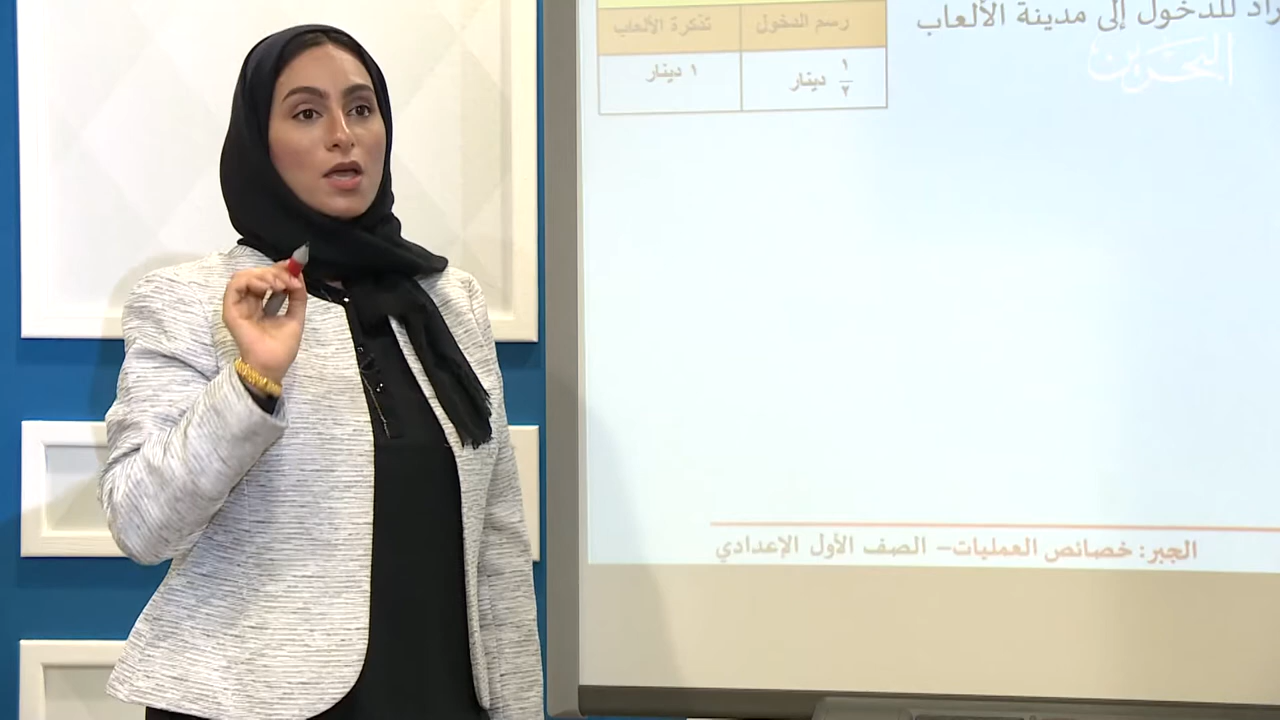 راد للدخول إلى مدينة الألعاب
البحرين
رسم الدخول تذكرة الألعاب
١/٢ دينار ١ دينار
الجبر: خصائص العمليات– الصف الأول الإعدادي